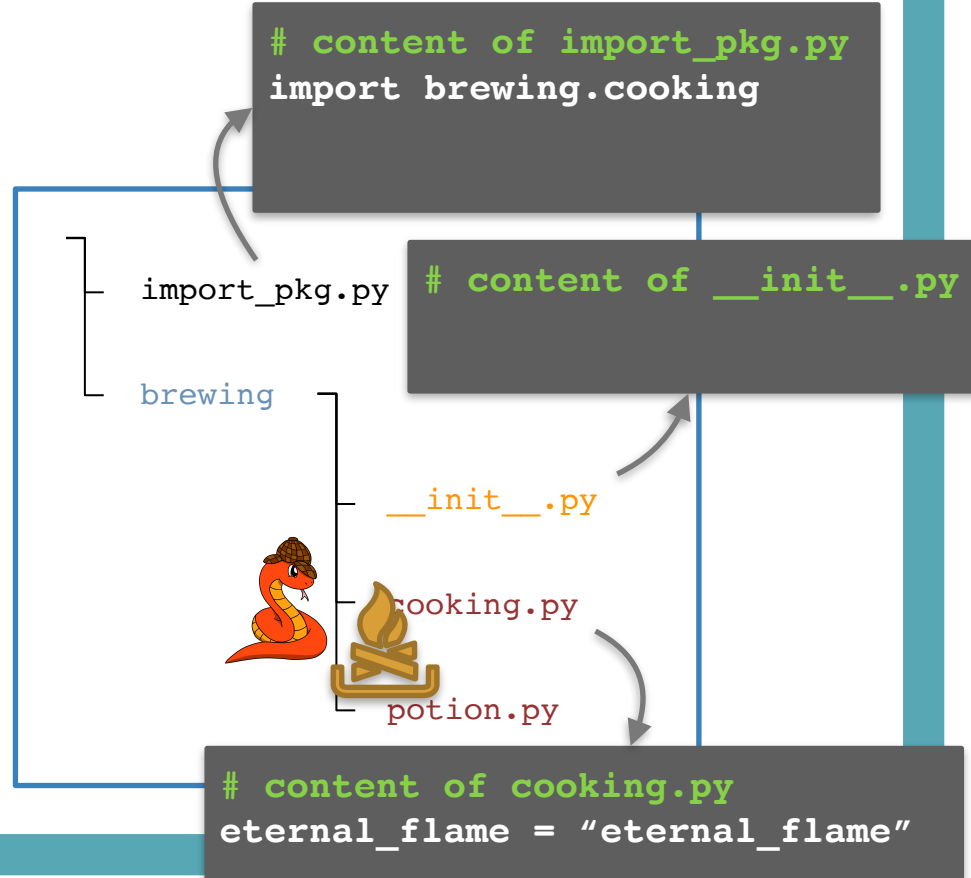 # content of import_pkg.py
import brewing.cooking
import_pkg.py
# content of __init__.py
brewing
__init__.py
cooking.py
potion.py
# content of cooking.py
eternal_flame = “eternal_flame”